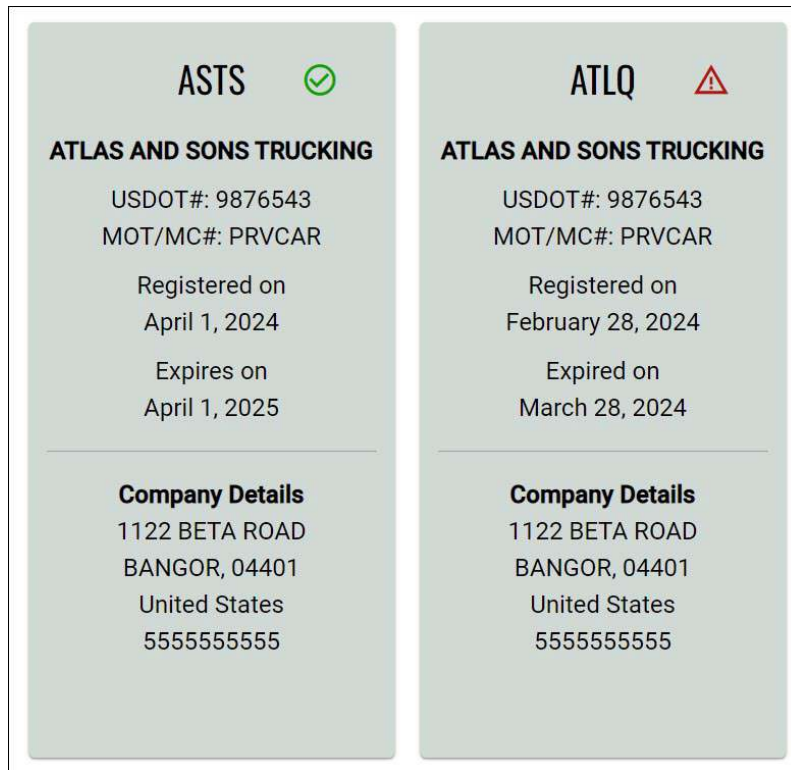 ASTS
ATLAS AND SONS TRUCKING
USDOT#: 9876543
MOT/MC#: PRVCAR
Registered on
April 1, 2024
Expires on
April 1, 2025
Company Details
1122 BETA ROAD
BANGOR, 04401
United States
5555555555
ATLQ
ATLAS AND SONS TRUCKING
USDOT#: 9876543
MOT/MC#: PRVCAR
Registered on
February 28, 2024
Expired on
March 28, 2024
Company Details
1122 BETA ROAD
BANGOR, 04401
United States
5555555555